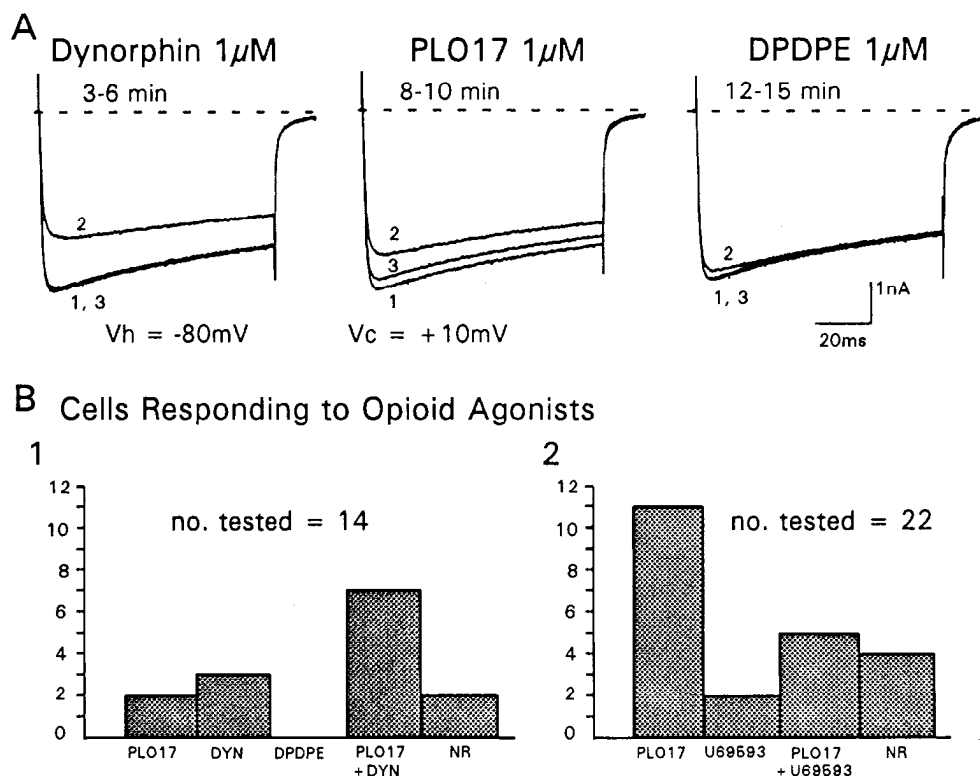 A
Dynorphin 1μM
PLO17 1μM
DPDPE 1μM
3-6 min
8-10 min
12-15 min
2
1, 3
2
3
1
2
1, 3
1nA
20ms
Vh = -80mV
Vc = +10mV
B Cells Responding to Opioid Agonists
1
no. tested = 14
12
10
8
6
4
2
0
PLO17 DYN DPDPE PLO17 NR
+ DYN
2
no. tested = 22
12
10
8
6
4
2
0
PLO17 U69593 PLO17 NR
+ U69593